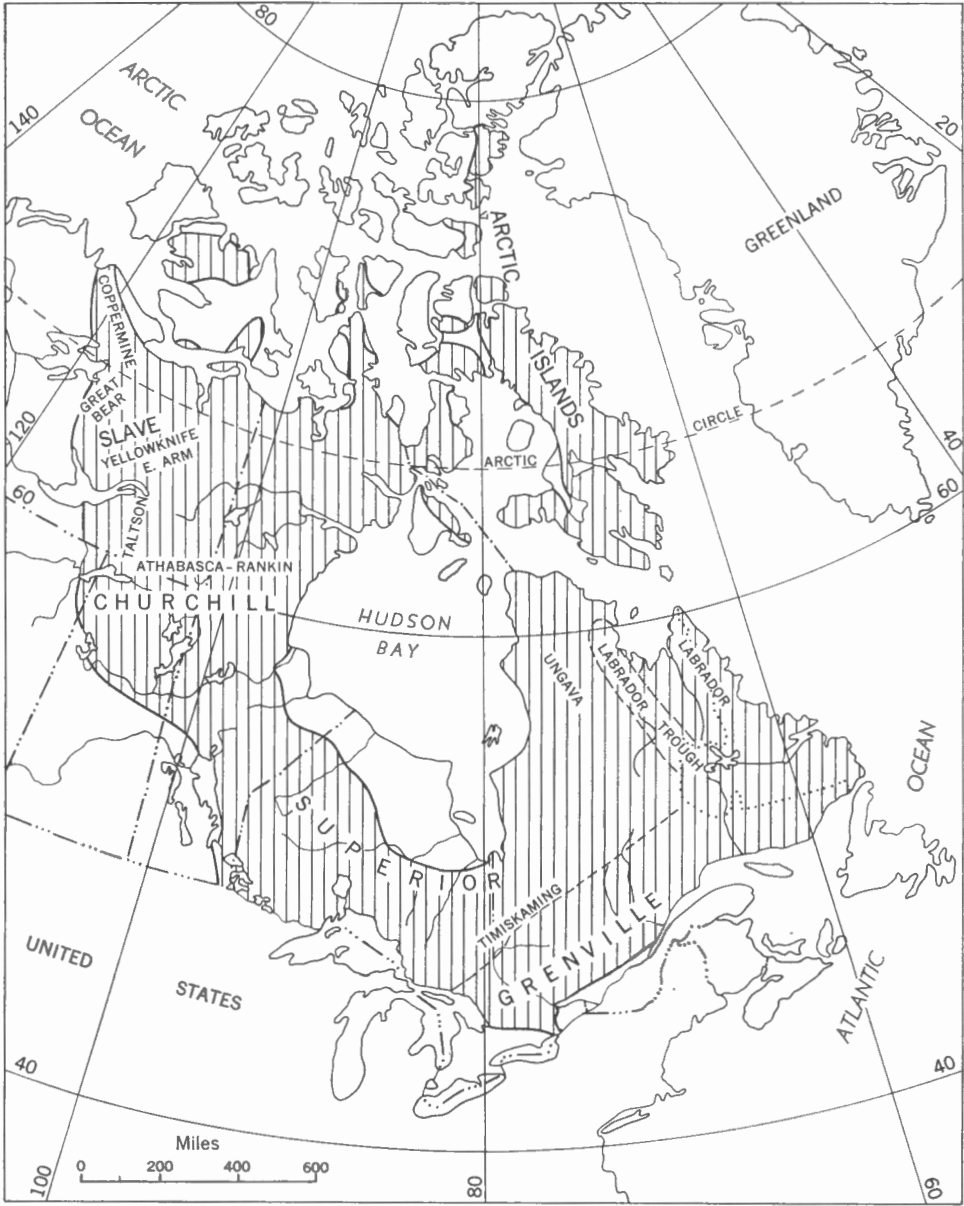 80
ARCTIC
OCEAN
140
20
GREENLAND
ARCTIC
ISLANDS
COPPERMINE
GREAT
BEAR
SLAVE
YELLOWKNIFE
E. ARM
120
CIRCLE
ARCTIC
40
60
60
TALTSON
ATHABASCA-RANKIN
CHURCHILL
HUDSON
BAY
UNGAVA
LABRADOR
TROUGH
LABRADOR
OCEAN
SUPERIOR
TIMISKAMING
GRENVILLE
UNITED
STATES
ATLANTIC
40
40
Miles
0 200 400 600
100
80
60